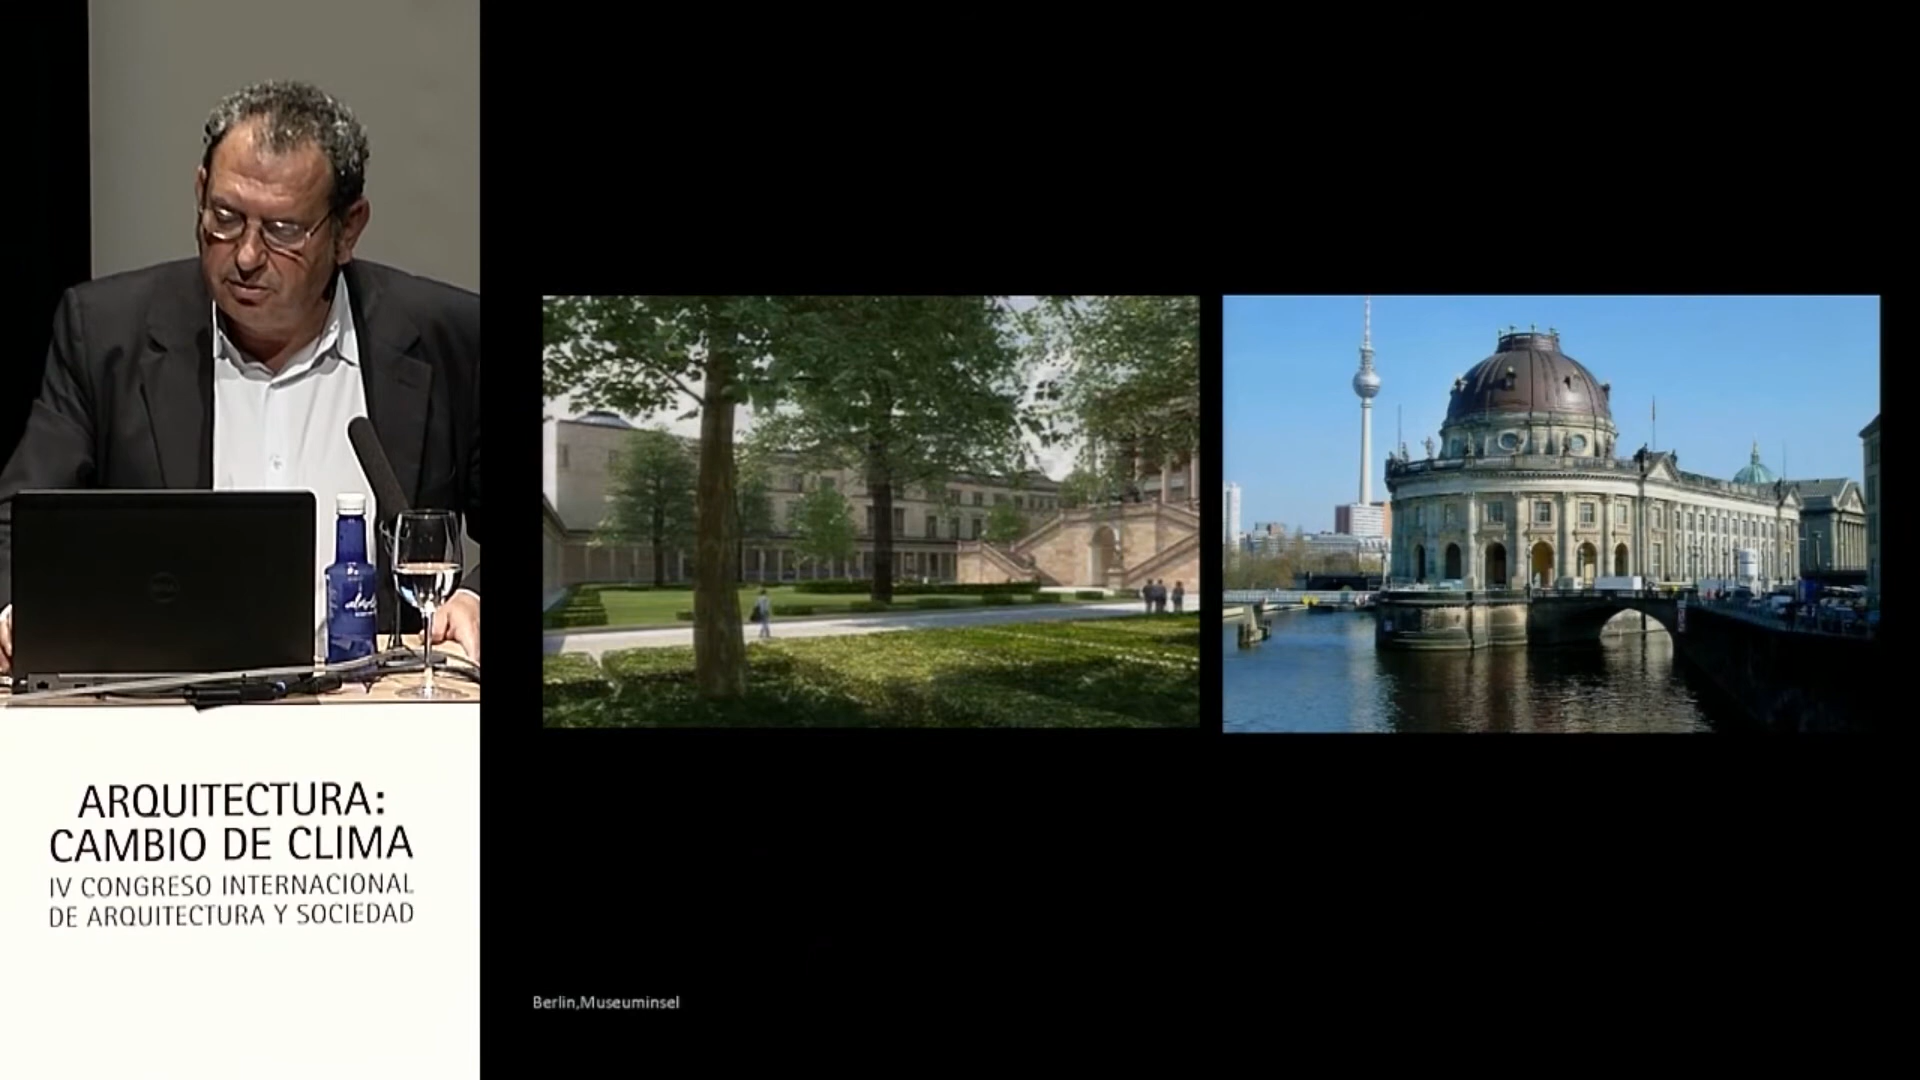 ARQUITECTURA:
CAMBIO DE CLIMA
IV CONGRESO INTERNACIONAL
DE ARQUITECTURA Y SOCIEDAD
Berlin,Museuminsel